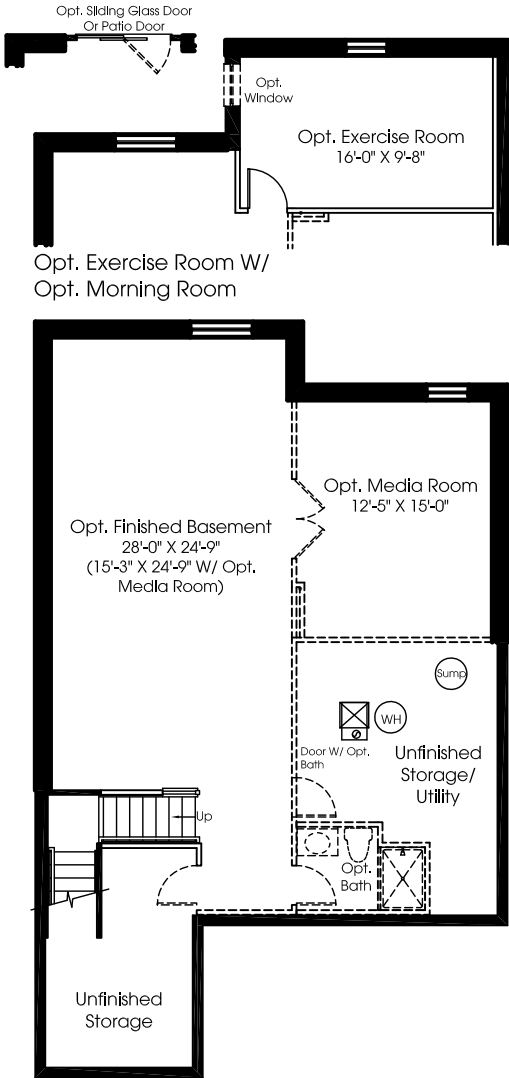 Opt. Sliding Glass Door
Or Patio Door
Opt.
Window
Opt. Exercise Room
16'-0" X 9'-8"
Opt. Exercise Room W/
Opt. Morning Room
Opt. Media Room
12'-5" X 15'-0"
Opt. Finished Basement
28'-0" X 24'-9"
(15'-3" X 24'-9" W/ Opt.
Media Room)
Sump
WH
Door W/ Opt.
Bath
Unfinished
Storage/
Utility
Up
Opt.
Bath
Unfinished
Storage